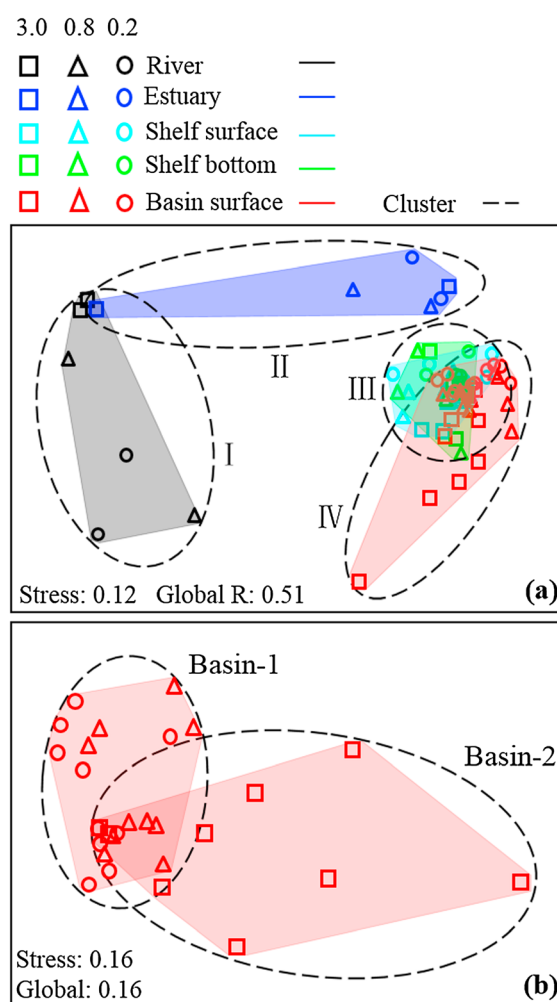 3.0 0.8 0.2
River
Estuary
Shelf surface
Shelf bottom
Basin surface Cluster
II
III
I
IV
Stress: 0.12 Global R: 0.51 (a)
Basin-1
Basin-2
Stress: 0.16
Global: 0.16 (b)